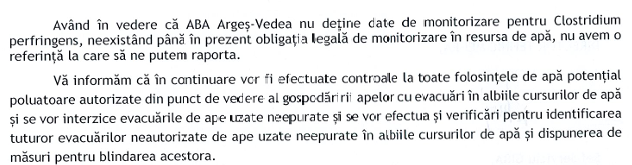 Având în vedere că ABA Argeș-Vedea nu deține date de monitorizare pentru Clostridium
perfringens, neexistând până în prezent obligația legală de monitorizare în resursa de apă, nu avem o
referință la care să ne putem raporta.
Vă informăm că în continuare vor fi efectuate controale la toate folosințele de apă potențial
poluatoare autorizate din punct de vedere al gospodăririi apelor cu evacuări în albiile cursurilor de apă
și se vor interzice evacuările de ape uzate neepurate și se vor efectua și verificări pentru identificarea
tuturor evacuărilor neautorizate de ape uzate neepurate în albiile cursurilor de apă și dispunerea de
măsuri pentru blindarea acestora.